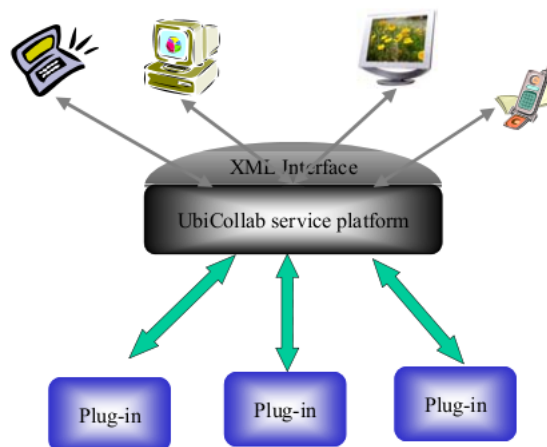 XML Interface
UbiCollab service platform
Plug-in
Plug-in
Plug-in